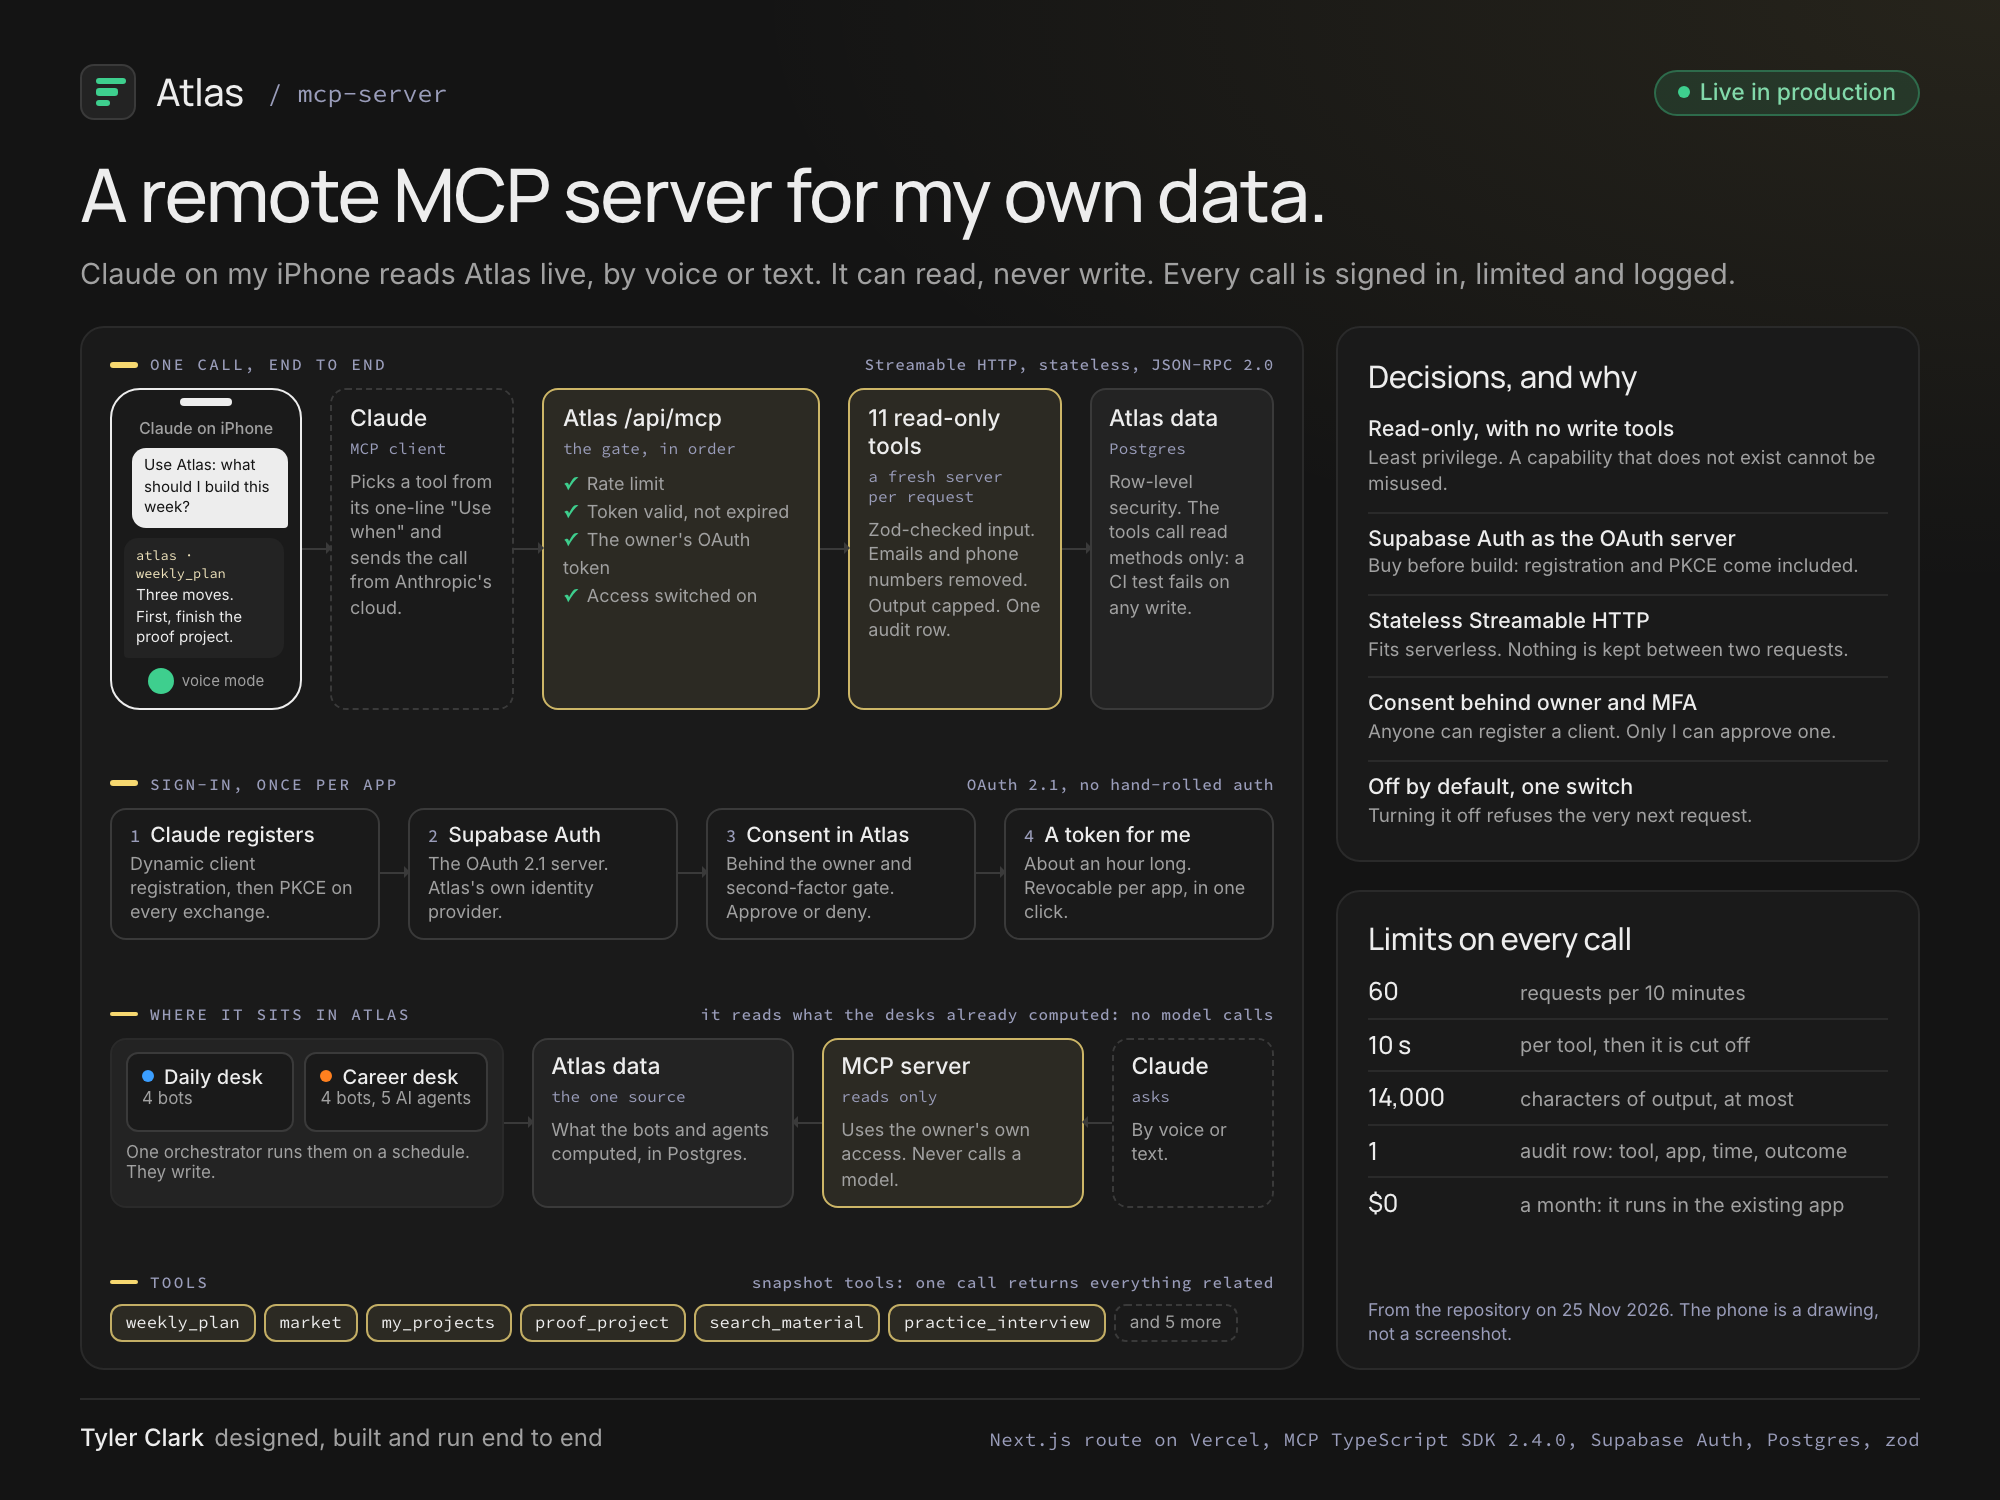 Atlas / mcp-server
Live in production
A remote MCP server for my own data.
Claude on my iPhone reads Atlas live, by voice or text. It can read, never write. Every call is signed in, limited and logged.
ONE CALL, END TO END
Streamable HTTP, stateless, JSON-RPC 2.0
Claude on iPhone
Use Atlas: what
should I build this
week?
atlas ·
weekly_plan
Three moves.
First, finish the
proof project.
voice mode
Claude
MCP client
Picks a tool from
its one-line "Use
when" and
sends the call
from Anthropic's
cloud.
Atlas /api/mcp
the gate, in order
✓ Rate limit
✓ Token valid, not expired
✓ The owner's OAuth
token
✓ Access switched on
11 read-only
tools
a fresh server
per request
Zod-checked input.
Emails and phone
numbers removed.
Output capped. One
audit row.
Atlas data
Postgres
Row-level
security. The
tools call read
methods only: a
CI test fails on
any write.
SIGN-IN, ONCE PER APP
OAuth 2.1, no hand-rolled auth
1 Claude registers
Dynamic client
registration, then PKCE on
every exchange.
2 Supabase Auth
The OAuth 2.1 server.
Atlas's own identity
provider.
3 Consent in Atlas
Behind the owner and
second-factor gate.
Approve or deny.
4 A token for me
About an hour long.
Revocable per app, in one
click.
WHERE IT SITS IN ATLAS
it reads what the desks already computed: no model calls
Daily desk
4 bots
Career desk
4 bots, 5 AI agents
One orchestrator runs them on a schedule.
They write.
Atlas data
the one source
What the bots and agents
computed, in Postgres.
MCP server
reads only
Uses the owner's own
access. Never calls a
model.
Claude
asks
By voice or
text.
TOOLS
snapshot tools: one call returns everything related
weekly_plan
market
my_projects
proof_project
search_material
practice_interview
and 5 more
Decisions, and why
Read-only, with no write tools
Least privilege. A capability that does not exist cannot be
misused.
Supabase Auth as the OAuth server
Buy before build: registration and PKCE come included.
Stateless Streamable HTTP
Fits serverless. Nothing is kept between two requests.
Consent behind owner and MFA
Anyone can register a client. Only I can approve one.
Off by default, one switch
Turning it off refuses the very next request.
Limits on every call
60 requests per 10 minutes
10 s per tool, then it is cut off
14,000 characters of output, at most
1 audit row: tool, app, time, outcome
$0 a month: it runs in the existing app
From the repository on 25 Nov 2026. The phone is a drawing,
not a screenshot.
Tyler Clark designed, built and run end to end
Next.js route on Vercel, MCP TypeScript SDK 2.4.0, Supabase Auth, Postgres, zod